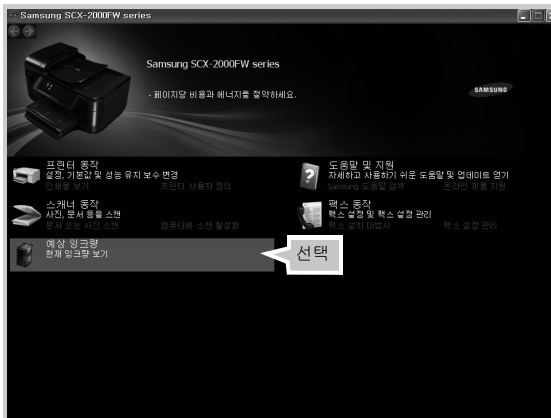 Samsung SCX-2000FW series
Samsung SCX-2000FW series
- 페이지당 비용과 에너지를 절약하세요.
SAMSUNG
프린터 동작
설정, 기본값 및 성능 유지 보수 변경
인쇄물 보기
프린터 사용자 정의
도움말 및 지원
자세하고 사용하기 쉬운 도움말 및 업데이트 얻기
Samsung 도움말 검색
온라인 제품 지원
스캐너 동작
사진, 문서 등을 스캔
문서 또는 사진 스캔
컴퓨터에 스캔 활성화
팩스 동작
팩스 설정 및 팩스 설정 관리
팩스 설치 마법사
팩스 설정 관리
예상 잉크량
현재 잉크량 보기
선택